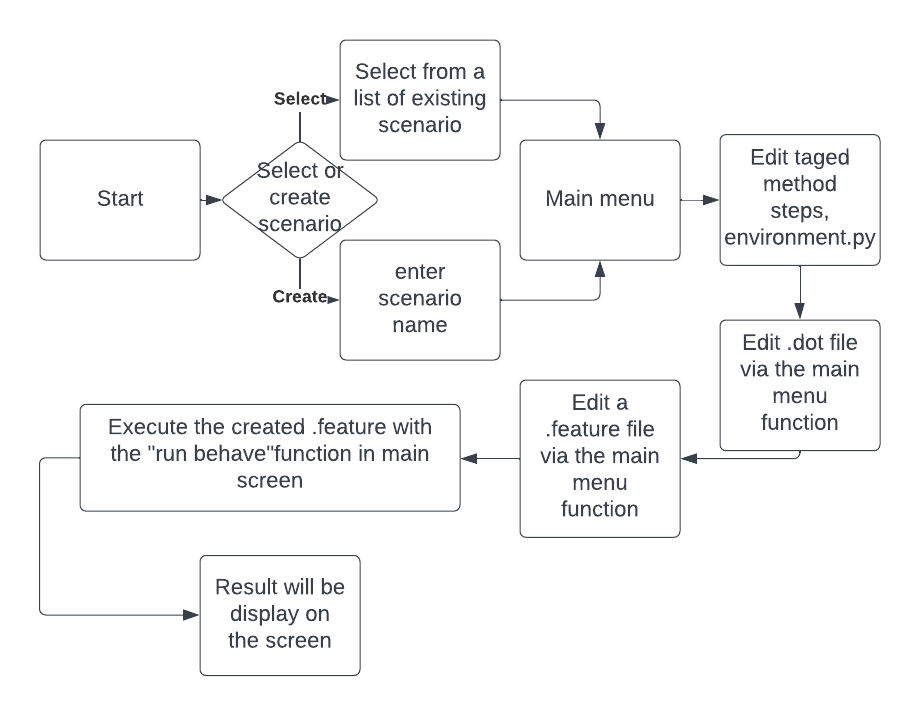 Select
Select from a
list of existing
scenario
Start
Select or
create
scenario
Main menu
Edit taged
method
steps,
environment.py
Create
enter
scenario
name
Edit .dot file
via the main
menu
function
Edit a
.feature file
via the main
menu
function
Execute the created .feature with
the "run behave"function in main
screen
Result will be
display on
the screen